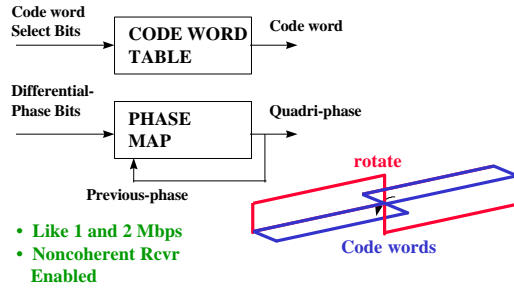 Code word
Select Bits
CODE WORD
TABLE
Code word
Differential-
Phase Bits
PHASE
MAP
Quadri-phase
Previous-phase
rotate
Code words
• Like 1 and 2 Mbps
• Noncoherent Rcvr
Enabled